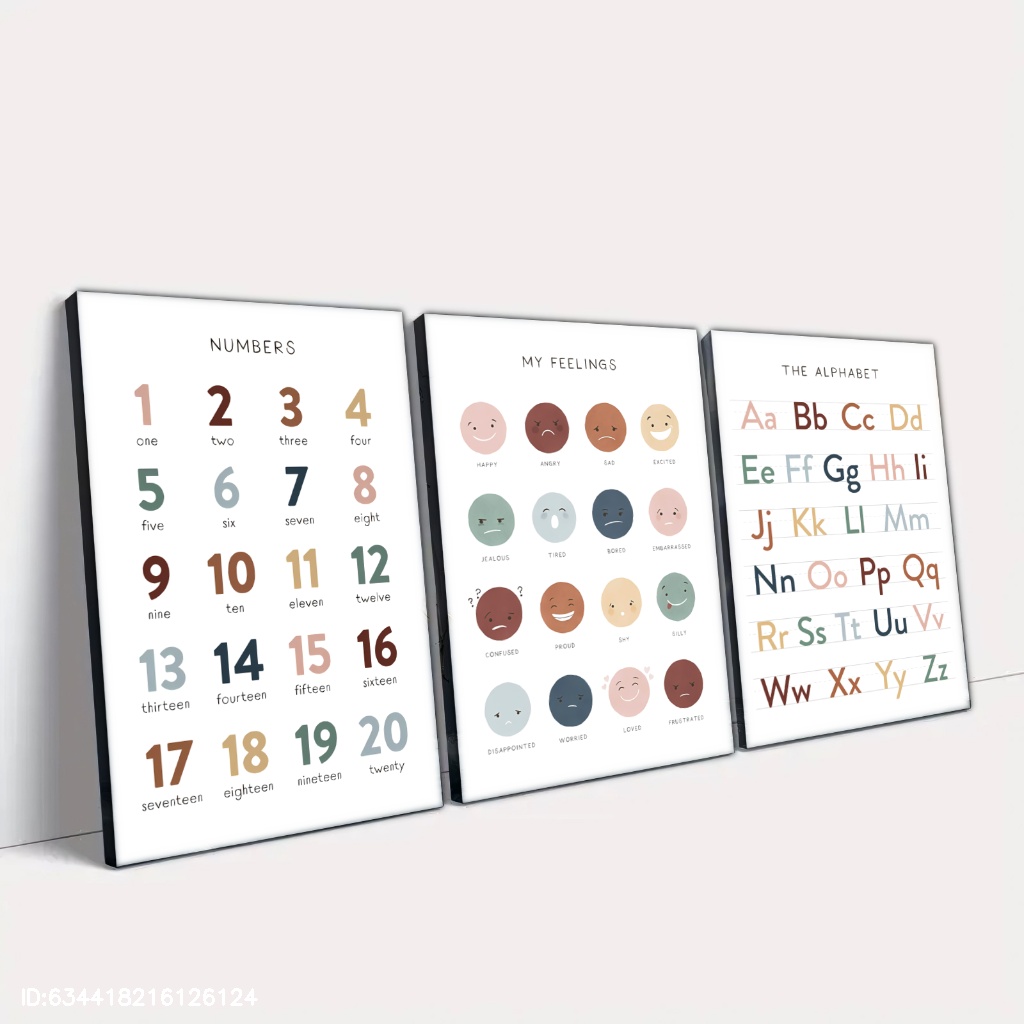 NUMBERS
1 2 3 4
one two three four
5 6 7 8
five six seven eight
9 10 11 12
nine ten eleven twelve
13 14 15 16
thirteen fourteen fifteen sixteen
17 18 19 20
seventeen eighteen nineteen twenty
MY FEELINGS
HAPPY ANGRY SAD EXCITED
JEALOUS TIRED BORED EMBARRASSED
?? ?
?
CONFUSED PROUD SHY SILLY
DISAPPOINTED WORRIED LOVED FRUSTRATED
THE ALPHABET
Aa Bb Cc Dd
Ee Ff Gg Hh Ii
Jj Kk Ll Mm
Nn Oo Pp Qq
Rr Ss Tt Uu Vv
Ww Xx Yy Zz
ID:634418216126124